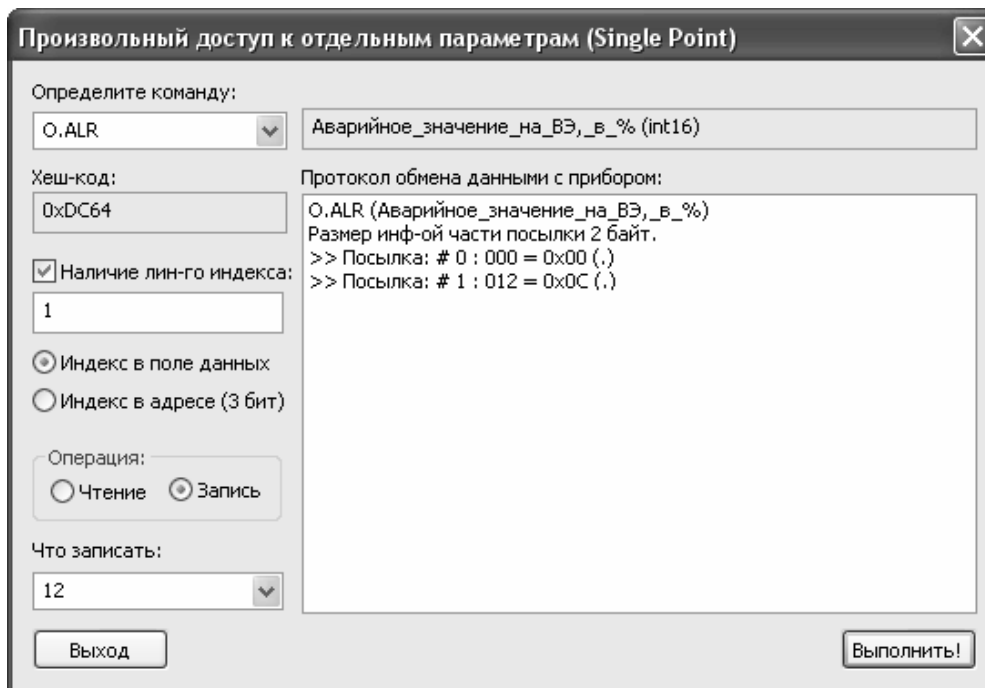 Произвольный доступ к отдельным параметрам (Single Point)
Определите команду:
O.ALR
Аварийное_значение_на_ВЭ,_в_% (int16)
Хеш-код:
0xDC64
Протокол обмена данными с прибором:
O.ALR (Аварийное_значение_на_ВЭ,_в_%)
Размер инф-ой части посылки 2 байт.
>> Посылка: # 0 : 000 = 0x00 (.)
>> Посылка: # 1 : 012 = 0x0C (.)
Наличие лин-го индекса:
1
Индекс в поле данных
Индекс в адресе (3 бит)
Операция:
Чтение Запись
Что записать:
12
Выход
Выполнить!